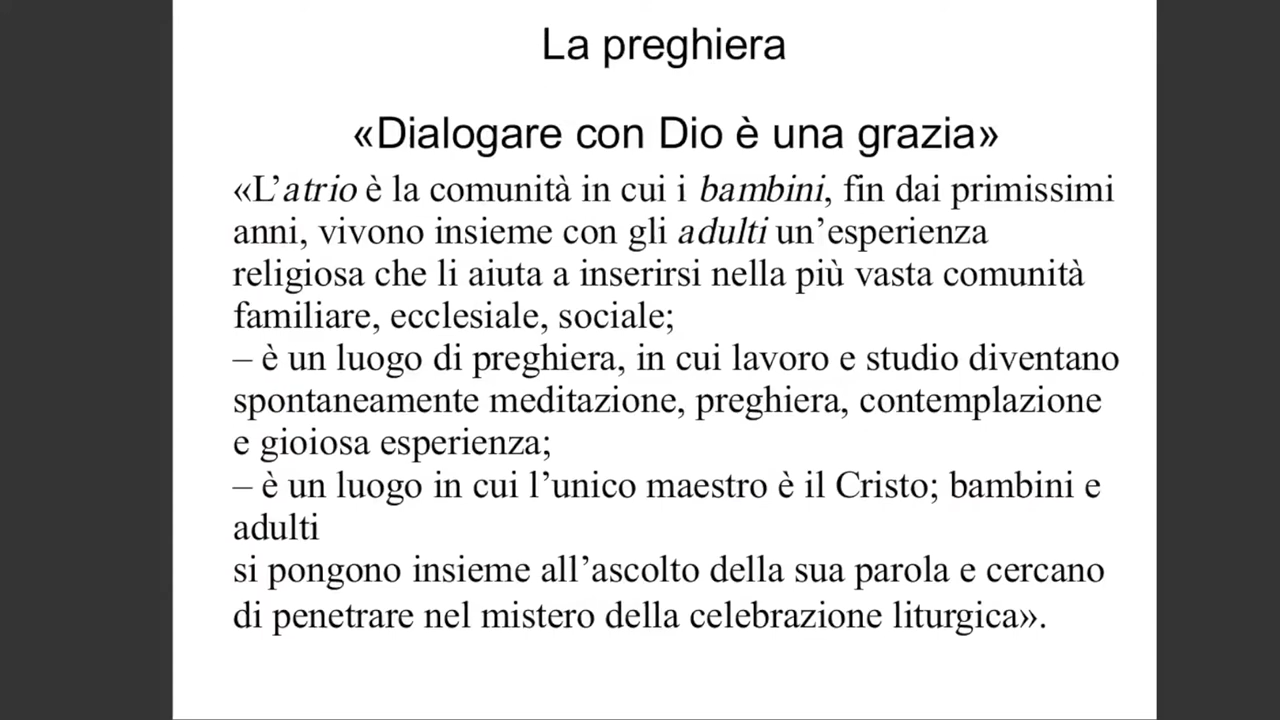 La preghiera
«Dialogare con Dio è una grazia»
«L’atrio è la comunità in cui i bambini, fin dai primissimi
anni, vivono insieme con gli adulti un’esperienza
religiosa che li aiuta a inserirsi nella più vasta comunità
familiare, ecclesiale, sociale;
– è un luogo di preghiera, in cui lavoro e studio diventano
spontaneamente meditazione, preghiera, contemplazione
e gioiosa esperienza;
– è un luogo in cui l’unico maestro è il Cristo; bambini e
adulti
si pongono insieme all’ascolto della sua parola e cercano
di penetrare nel mistero della celebrazione liturgica».